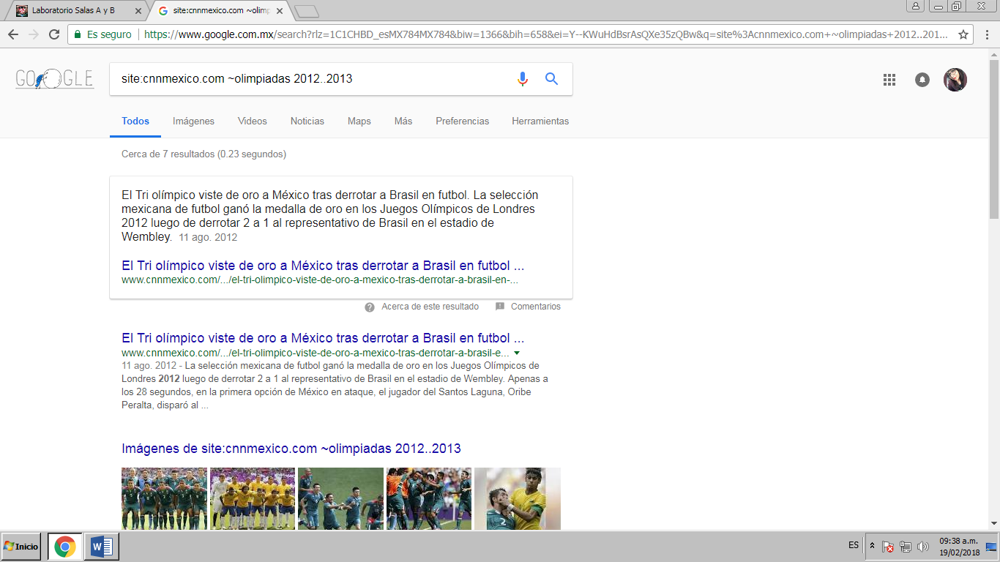 Laboratorio Salas A y B
site:cnnmexico.com ~olimp
Es seguro
https://www.google.com.mx/search?rlz=1C1CHBD_esMX784MX784&biw=1366&bih=658&ei=Y--KWuHdBsrAsQXe35zQBw&q=site%3Acnnmexico.com+~olimpiadas+2012..201...
GOOGLE
site:cnnmexico.com ~olimpiadas 2012..2013
Todos Imágenes Videos Noticias Maps Más Preferencias Herramientas
Cerca de 7 resultados (0.23 segundos)
El Tri olímpico viste de oro a México tras derrotar a Brasil en futbol. La selección
mexicana de futbol ganó la medalla de oro en los Juegos Olímpicos de Londres
2012 luego de derrotar 2 a 1 al representativo de Brasil en el estadio de
Wembley. 11 ago. 2012
El Tri olímpico viste de oro a México tras derrotar a Brasil en futbol ...
www.cnnmexico.com/.../el-tri-olimpico-viste-de-oro-a-mexico-tras-derrotar-a-brasil-en-...
Acerca de este resultado Comentarios
El Tri olímpico viste de oro a México tras derrotar a Brasil en futbol ...
www.cnnmexico.com/.../el-tri-olimpico-viste-de-oro-a-mexico-tras-derrotar-a-brasil-e...
11 ago. 2012 - La selección mexicana de futbol ganó la medalla de oro en los Juegos Olímpicos de
Londres 2012 luego de derrotar 2 a 1 al representativo de Brasil en el estadio de Wembley. Apenas a
los 28 segundos, en la primera opción de México en ataque, el jugador del Santos Laguna, Oribe
Peralta, disparó al ...
Imágenes de site:cnnmexico.com ~olimpiadas 2012..2013
Inicio
ES
09:38 a.m.
19/02/2018